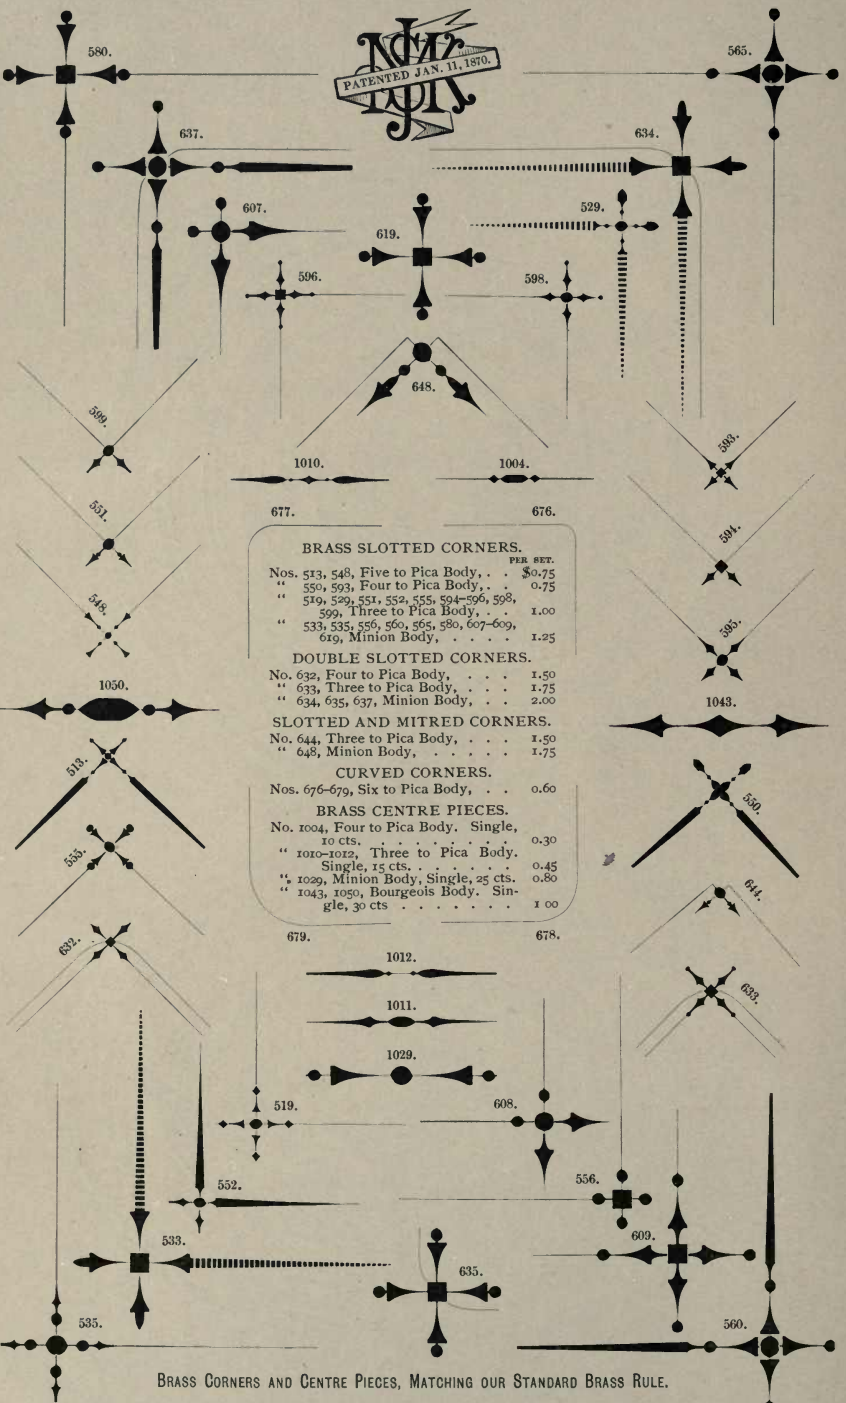 580.
PATENTED JAN. 11, 1870.
565.
637.
634.
607.
619.
529.
596.
598.
648.
599.
593.
1010.
1004.
551.
594.
677.
676.
BRASS SLOTTED CORNERS.
PER SET.
Nos. 513, 548, Five to Pica Body, . . $0.75
“ 550, 593, Four to Pica Body, . . 0.75
“ 519, 529, 551, 552, 555, 594-596, 598,
599, Three to Pica Body, . . 1.00
“ 533, 535, 556, 560, 565, 580, 607-609,
619, Minion Body, . . . . 1.25
DOUBLE SLOTTED CORNERS.
No. 632, Four to Pica Body, . . . 1.50
“ 633, Three to Pica Body, . . . 1.75
“ 634, 635, 637, Minion Body, . . 2.00
SLOTTED AND MITRED CORNERS.
No. 644, Three to Pica Body, . . . 1.50
“ 648, Minion Body, . . . . . 1.75
CURVED CORNERS.
Nos. 676-679, Six to Pica Body, . . 0.60
BRASS CENTRE PIECES.
No. 1004, Four to Pica Body. Single,
10 cts. . . . . . . . . 0.30
“ 1010-1012, Three to Pica Body.
Single, 15 cts. . . . . . . 0.45
“ 1029, Minion Body, Single, 25 cts. 0.80
“ 1043, 1050, Bourgeois Body. Sin-
gle, 30 cts . . . . . . . 1 00
679.
678.
548.
595.
1050.
1043.
513.
550.
555.
644.
632.
633.
1012.
1011.
1029.
519.
608.
552.
556.
533.
609.
635.
535.
560.
BRASS CORNERS AND CENTRE PIECES, MATCHING OUR STANDARD BRASS RULE.